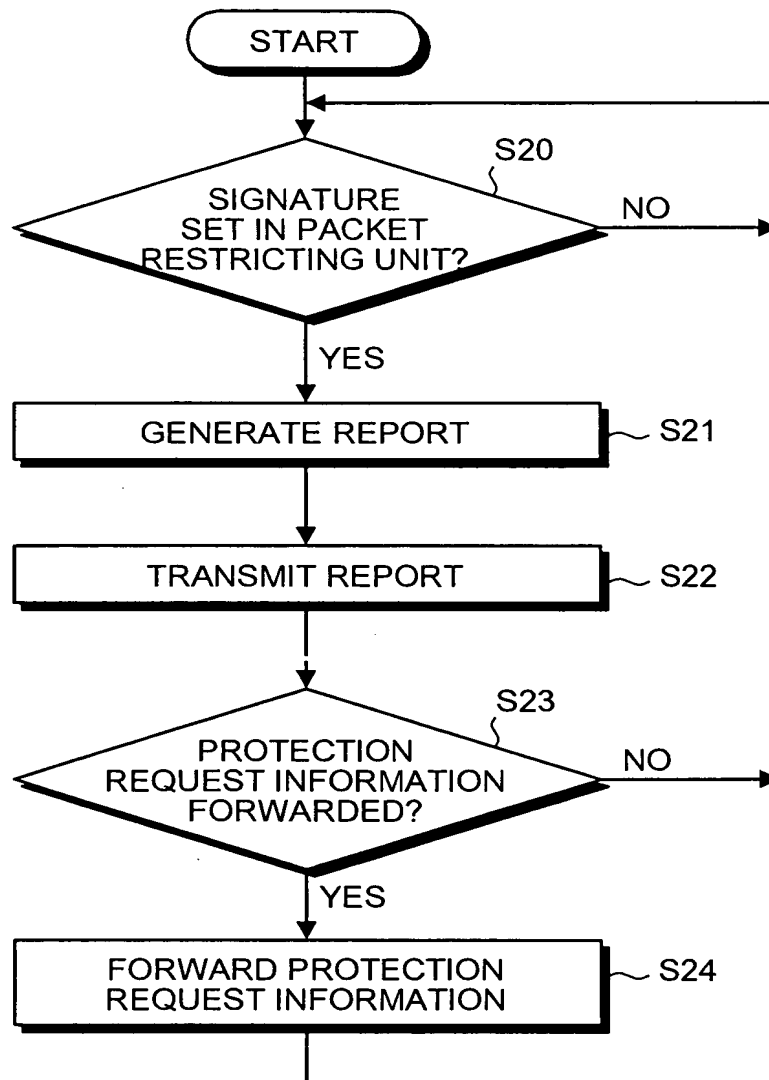 START
S20
SIGNATURE
SET IN PACKET
RESTRICTING UNIT?
NO
YES
GENERATE REPORT
S21
TRANSMIT REPORT
S22
S23
PROTECTION
REQUEST INFORMATION
FORWARDED?
NO
YES
FORWARD PROTECTION
REQUEST INFORMATION
S24